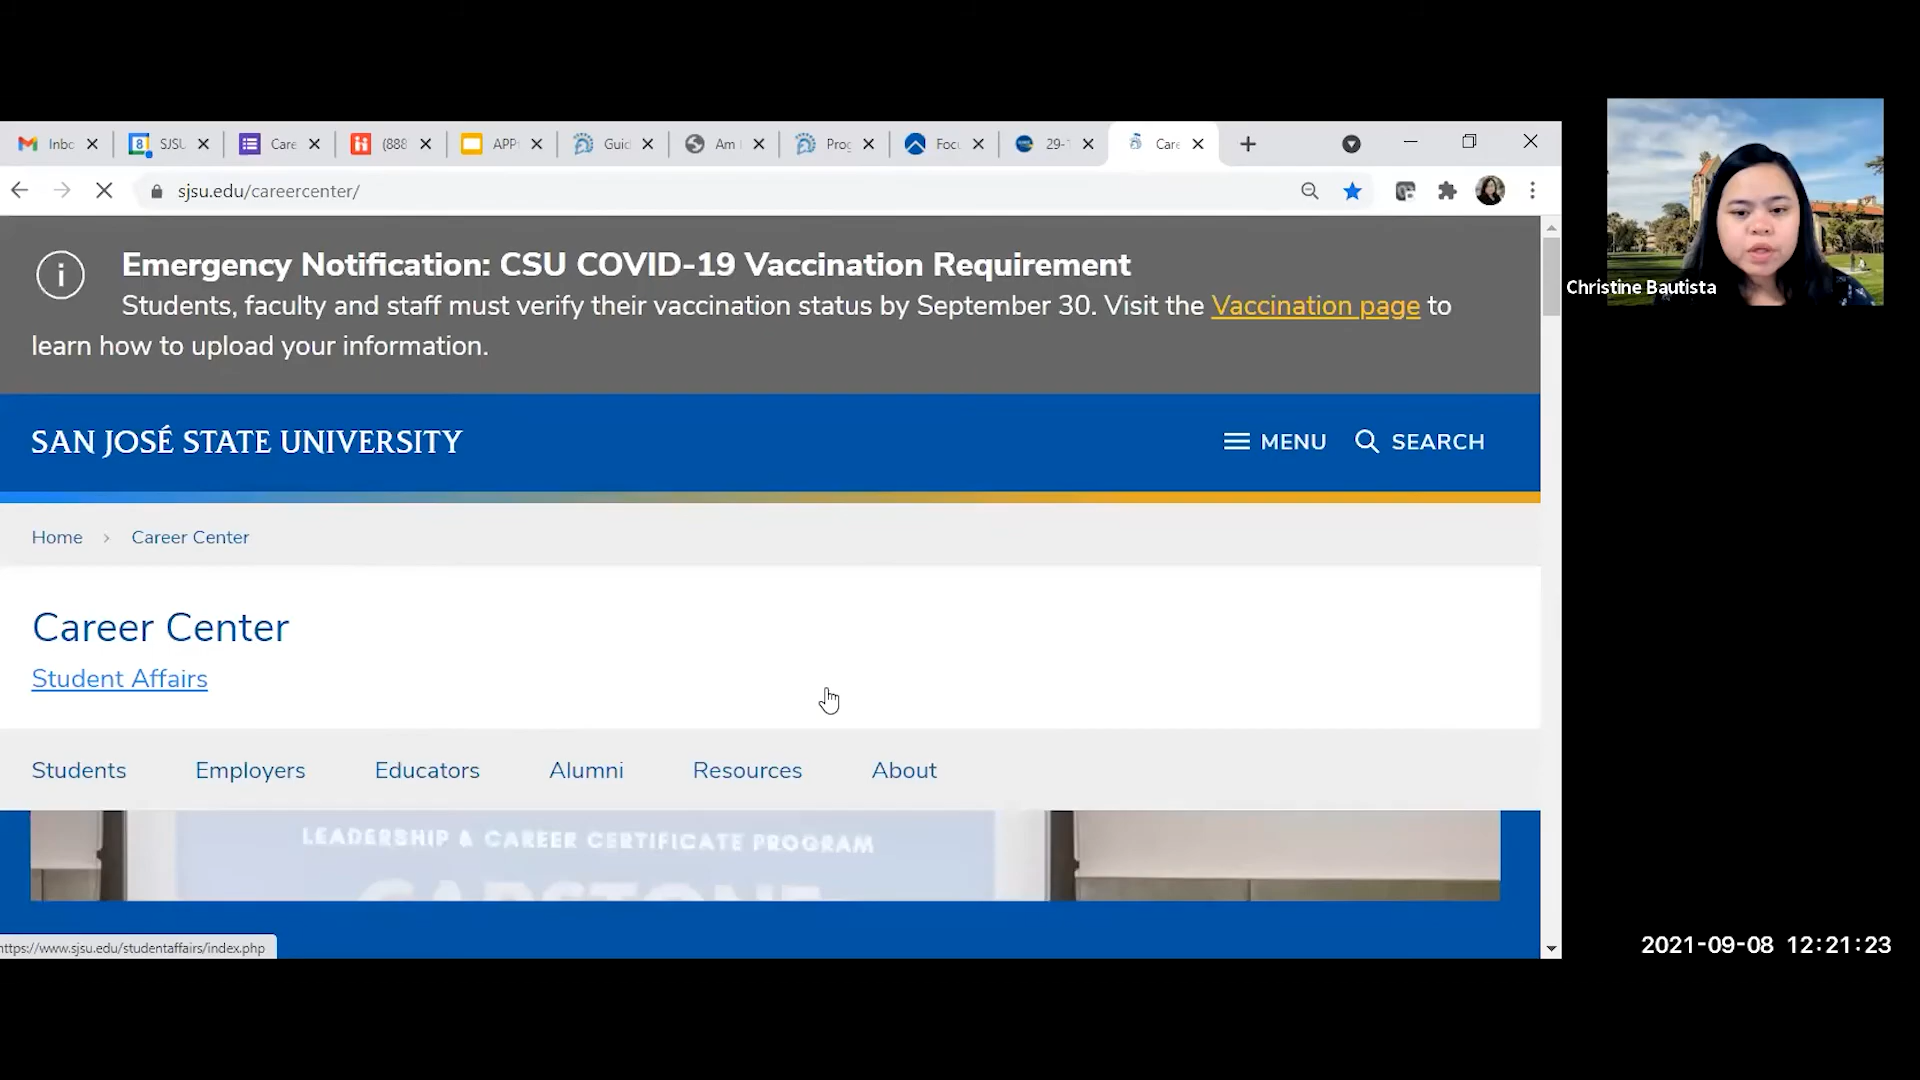 Inbc
SJSU
Care
(888
APP
Guic
Am
Prog
Focu
29-
Care
sjsu.edu/careercenter/
Emergency Notification: CSU COVID-19 Vaccination Requirement
Students, faculty and staff must verify their vaccination status by September 30. Visit the Vaccination page to
learn how to upload your information.
Christine Bautista
SAN JOSÉ STATE UNIVERSITY
MENU
SEARCH
Home > Career Center
Career Center
Student Affairs
Students
Employers
Educators
Alumni
Resources
About
LEADERSHIP & CAREER CERTIFICATE PROGRAM
CAPSTONE
https://www.sjsu.edu/studentaffairs/index.php
2021-09-08 12:21:23